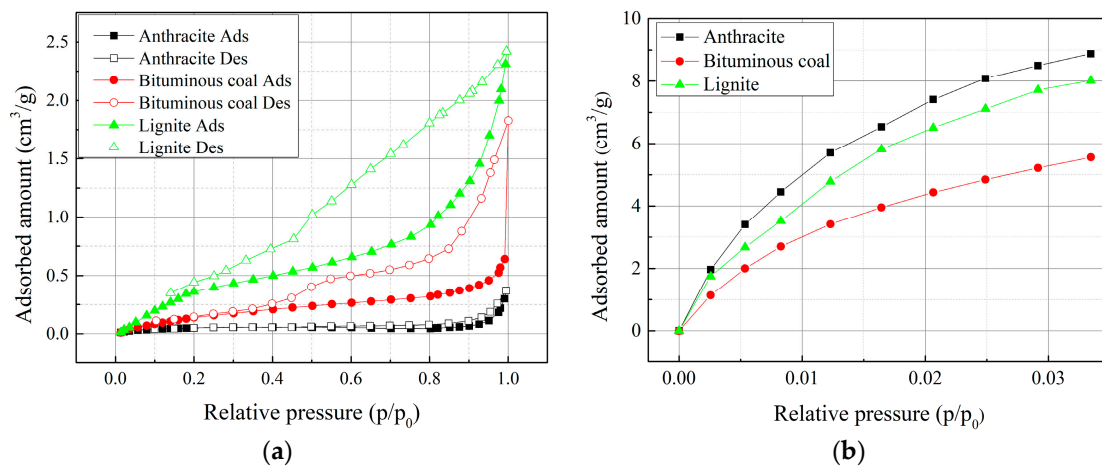 Anthracite Ads
Anthracite Des
Bituminous coal Ads
Bituminous coal Des
Lignite Ads
Lignite Des
2.5
2.0
1.5
1.0
0.5
0.0
0.0 0.2 0.4 0.6 0.8 1.0
Adsorbed amount (cm³/g)
Relative pressure (p/p₀)
(a)
Anthracite
Bituminous coal
Lignite
10
8
6
4
2
0
0.00 0.01 0.02 0.03
Adsorbed amount (cm³/g)
Relative pressure (p/p₀)
(b)